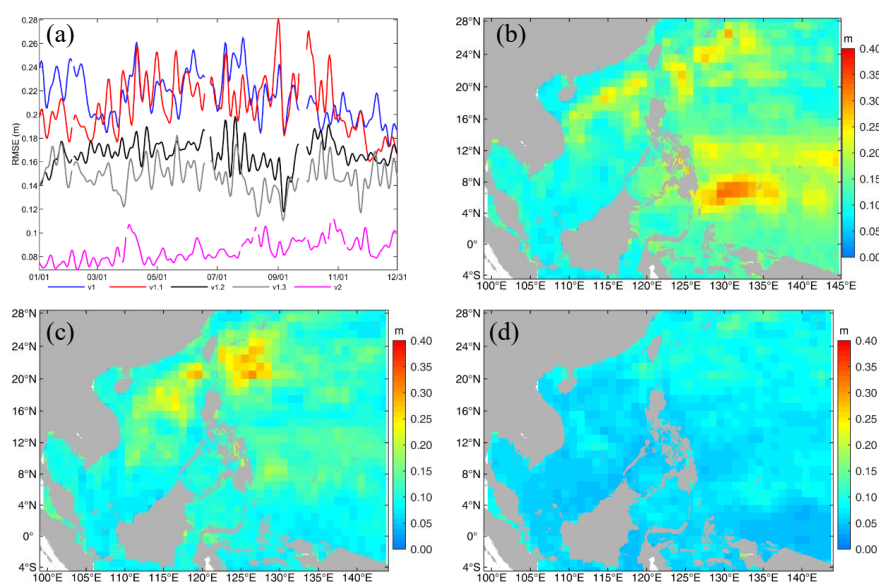 (a)
RMSE (m)
0.28
0.24
0.22
0.2
0.18
0.16
0.14
0.12
0.1
0.08
01/01 03/01 05/01 07/01 09/01 11/01 12/31
v1 v1.1 v1.2 v1.3 v2
(b)
28°N
24°N
20°N
16°N
12°N
8°N
4°N
0°
4°S
100°E 105°E 110°E 115°E 120°E 125°E 130°E 135°E 140°E 145°E
m
0.40
0.35
0.30
0.25
0.20
0.15
0.10
0.05
0.00
(c)
28°N
24°N
20°N
16°N
12°N
8°N
4°N
0°
4°S
100°E 105°E 110°E 115°E 120°E 125°E 130°E 135°E 140°E
m
0.40
0.35
0.30
0.25
0.20
0.15
0.10
0.05
0.00
(d)
28°N
24°N
20°N
16°N
12°N
8°N
4°N
0°
4°S
100°E 105°E 110°E 115°E 120°E 125°E 130°E 135°E 140°E
m
0.40
0.35
0.30
0.25
0.20
0.15
0.10
0.05
0.00